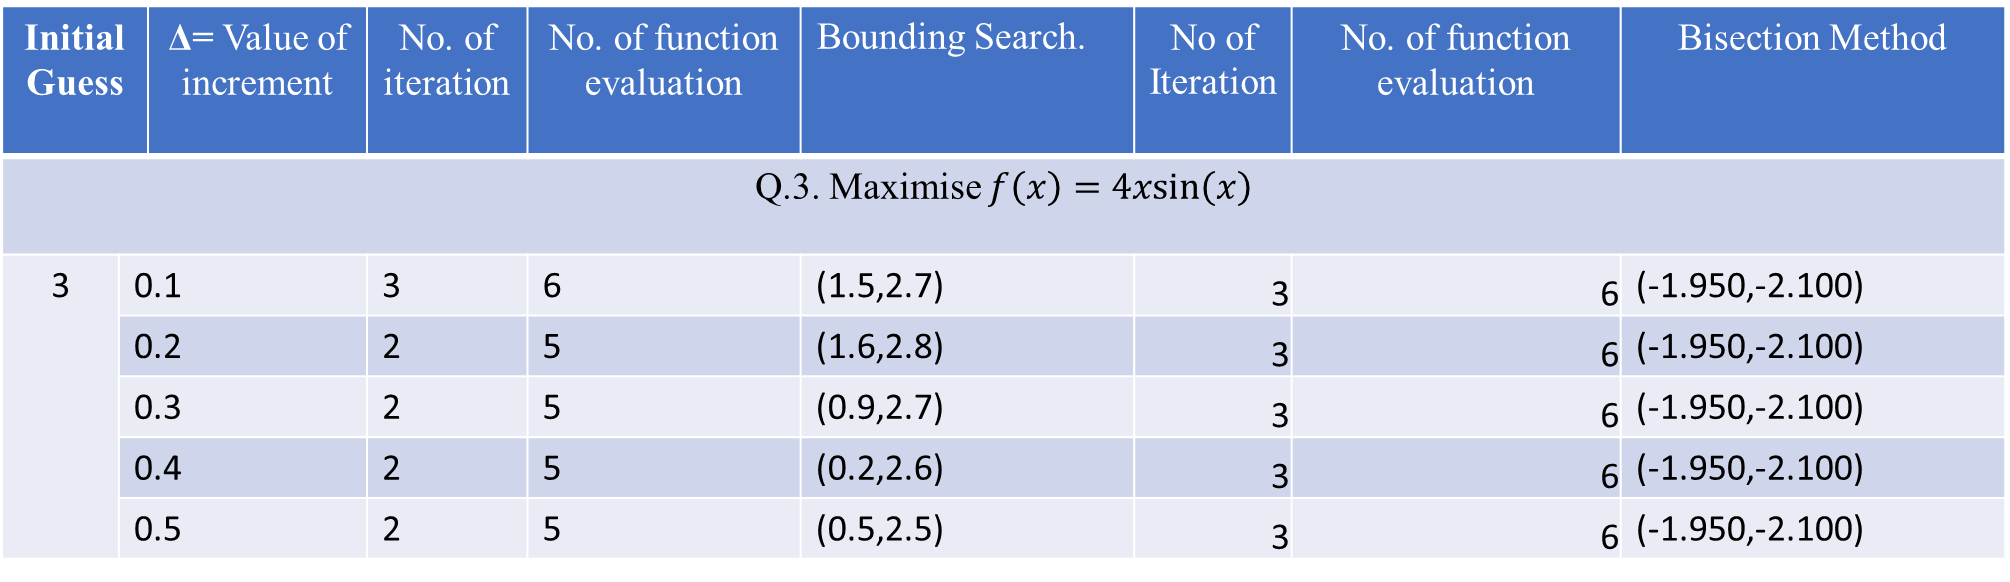 Initial Guess Δ= Value of increment No. of iteration No. of function evaluation Bounding Search. No of Iteration No. of function evaluation Bisection Method
Q.3. Maximise f(x) = 4xsin(x)
3 0.1 3 6 (1.5,2.7) 3 6 (-1.950,-2.100)
0.2 2 5 (1.6,2.8) 3 6 (-1.950,-2.100)
0.3 2 5 (0.9,2.7) 3 6 (-1.950,-2.100)
0.4 2 5 (0.2,2.6) 3 6 (-1.950,-2.100)
0.5 2 5 (0.5,2.5) 3 6 (-1.950,-2.100)